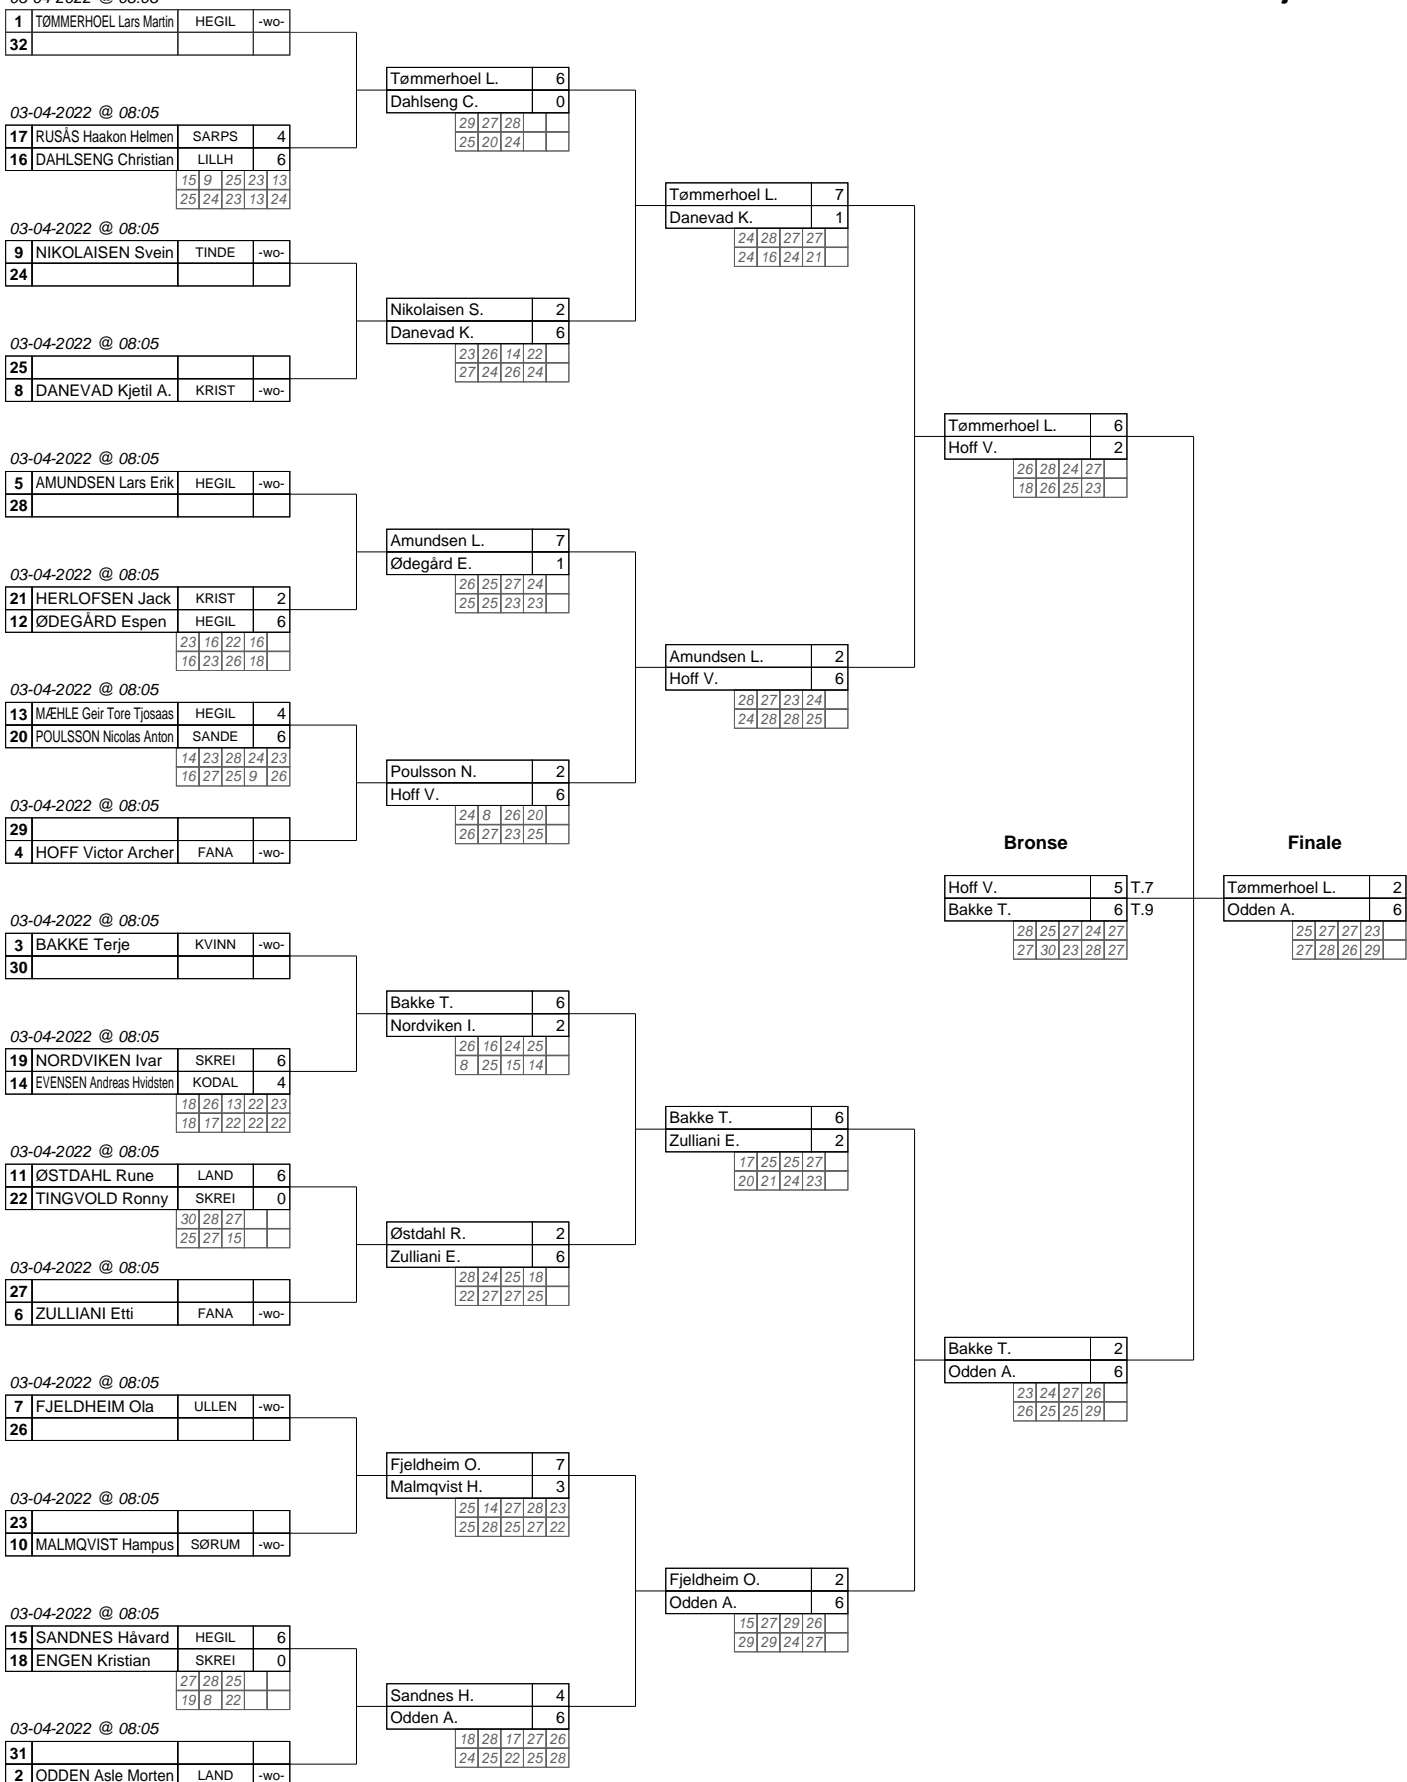 1 TØMMERHOEL Lars Martin HEGIL -wo-
32
Tømmerhoel L. 6
Dahlseng C. 0
29 27 28
25 20 24
03-04-2022 @ 08:05
17 RUSÅS Haakon Helmen SARPS 4
16 DAHLSENG Christian LILLH 6
15 9 25 23 13
25 24 23 13 24
Tømmerhoel L. 7
Danevad K. 1
24 28 27 27
24 16 24 21
03-04-2022 @ 08:05
9 NIKOLAISEN Svein TINDE -wo-
24
Nikolaisen S. 2
Danevad K. 6
23 26 14 22
27 24 26 24
03-04-2022 @ 08:05
25
8 DANEVAD Kjetil A. KRIST -wo-
Tømmerhoel L. 6
Hoff V. 2
26 28 24 27
18 26 25 23
03-04-2022 @ 08:05
5 AMUNDSEN Lars Erik HEGIL -wo-
28
Amundsen L. 7
Ødegård E. 1
26 25 27 24
25 25 23 23
03-04-2022 @ 08:05
21 HERLOFSEN Jack KRIST 2
12 ØDEGÅRD Espen HEGIL 6
23 16 22 16
16 23 26 18
Amundsen L. 2
Hoff V. 6
28 27 23 24
24 28 28 25
03-04-2022 @ 08:05
13 MÆHLE Geir Tore Tjosaas HEGIL 4
20 POULSSON Nicolas Anton SANDE 6
14 23 28 24 23
16 27 25 9 26
Poulsson N. 2
Hoff V. 6
24 8 26 20
26 27 23 25
03-04-2022 @ 08:05
29
4 HOFF Victor Archer FANA -wo-
Bronse Finale
Hoff V. 5 T.7
Bakke T. 6 T.9
28 25 27 24 27
27 30 23 28 27
Tømmerhoel L. 2
Odden A. 6
25 27 27 23
27 28 26 29
03-04-2022 @ 08:05
3 BAKKE Terje KVINN -wo-
30
Bakke T. 6
Nordviken I. 2
26 16 24 25
8 25 15 14
03-04-2022 @ 08:05
19 NORDVIKEN Ivar SKREI 6
14 EVENSEN Andreas Hvidsten KODAL 4
18 26 13 22 23
18 17 22 22 22
Bakke T. 6
Zulliani E. 2
17 25 25 27
20 21 24 23
03-04-2022 @ 08:05
11 ØSTDAHL Rune LAND 6
22 TINGVOLD Ronny SKREI 0
30 28 27
25 27 15
Østdahl R. 2
Zulliani E. 6
28 24 25 18
22 27 27 25
03-04-2022 @ 08:05
27
6 ZULLIANI Etti FANA -wo-
Bakke T. 2
Odden A. 6
23 24 27 26
26 25 25 29
03-04-2022 @ 08:05
7 FJELDHEIM Ola ULLEN -wo-
26
Fjeldheim O. 7
Malmqvist H. 3
25 14 27 28 23
25 28 25 27 22
03-04-2022 @ 08:05
23
10 MALMQVIST Hampus SØRUM -wo-
Fjeldheim O. 2
Odden A. 6
15 27 29 26
29 29 24 27
03-04-2022 @ 08:05
15 SANDNES Håvard HEGIL 6
18 ENGEN Kristian SKREI 0
27 28 25
19 8 22
Sandnes H. 4
Odden A. 6
18 28 17 27 26
24 25 22 25 28
03-04-2022 @ 08:05
31
2 ODDEN Asle Morten LAND -wo-